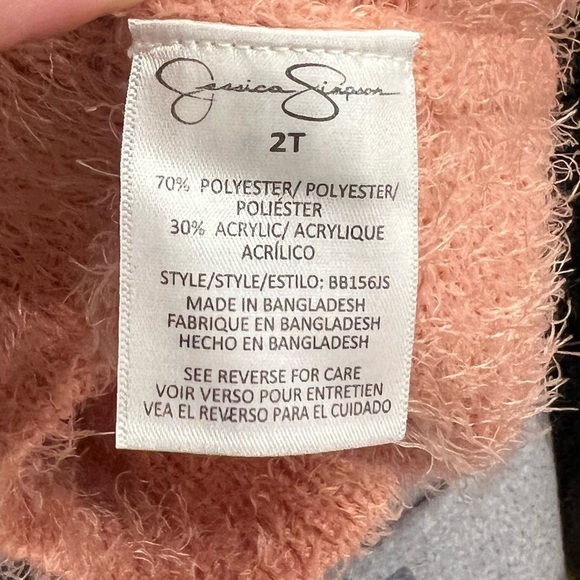 Jessica Simpson
2T
70% POLYESTER/ POLYESTER/
POLIÉSTER
30% ACRYLIC/ ACRYLIQUE
ACRÍLICO
STYLE/STYLE/ESTILO: BB156JS
MADE IN BANGLADESH
FABRIQUE EN BANGLADESH
HECHO EN BANGLADESH
SEE REVERSE FOR CARE
VOIR VERSO POUR ENTRETIEN
VEA EL REVERSO PARA EL CUIDADO